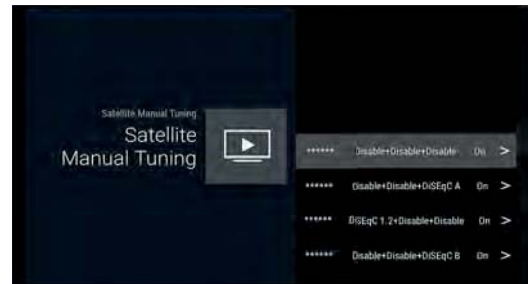 Satellite Manual Tuning
Satellite
Manual Tuning
****** Disable+Disable+Disable On >
****** Disable+Disable+DiSEqC A On >
****** DiSEqC 1.2+Disable+Disable On >
****** Disable+Disable+DiSEqC B On >